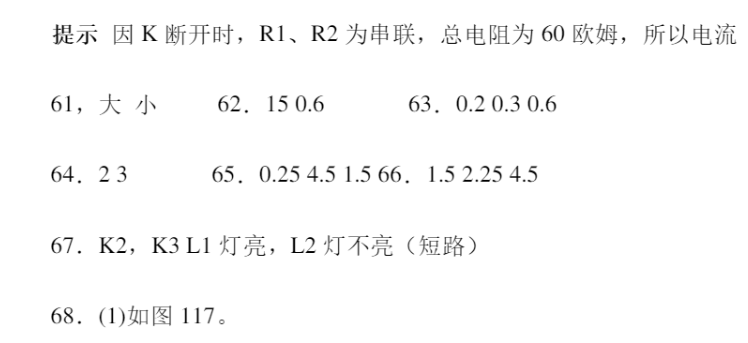 提示 因 K 断开时，R1、R2 为串联，总电阻为 60 欧姆，所以电流
61，大 小 62．15 0.6 63．0.2 0.3 0.6
64．2 3 65．0.25 4.5 1.5 66．1.5 2.25 4.5
67．K2，K3 L1 灯亮，L2 灯不亮（短路）
68．(1)如图 117。